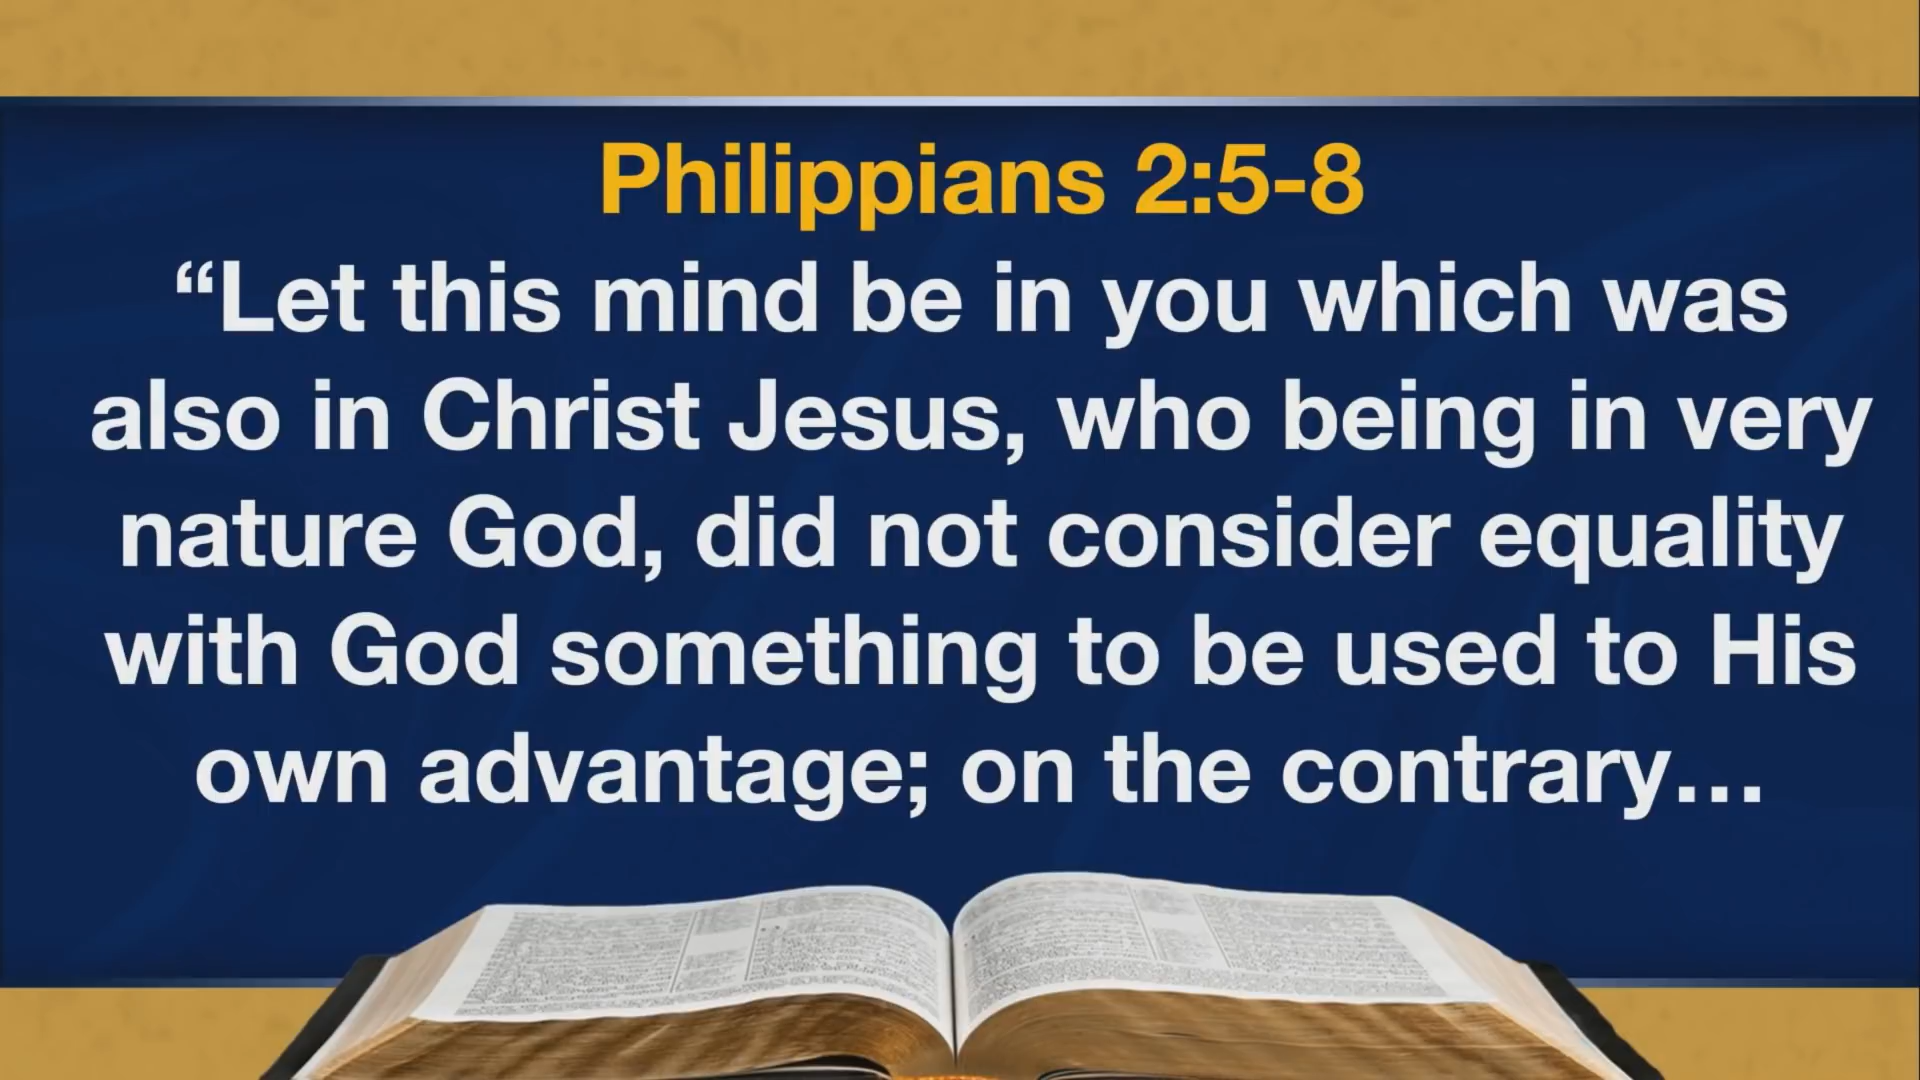 Philippians 2:5-8
“Let this mind be in you which was
also in Christ Jesus, who being in very
nature God, did not consider equality
with God something to be used to His
own advantage; on the contrary…